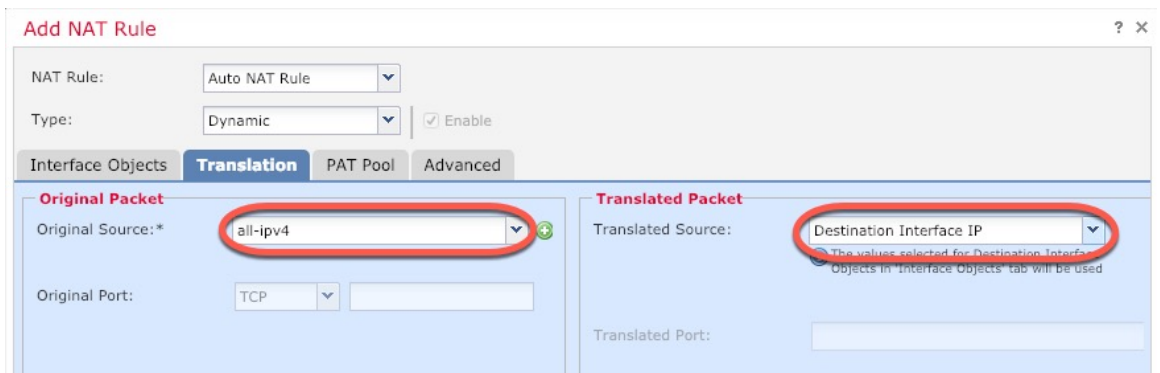 Add NAT Rule
? ×
NAT Rule: Auto NAT Rule
Type: Dynamic Enable
Interface Objects Translation PAT Pool Advanced
Original Packet
Original Source:* all-ipv4
Original Port: TCP
Translated Packet
Translated Source: Destination Interface IP
The values selected for Destination Interface
Objects in 'Interface Objects' tab will be used
Translated Port: